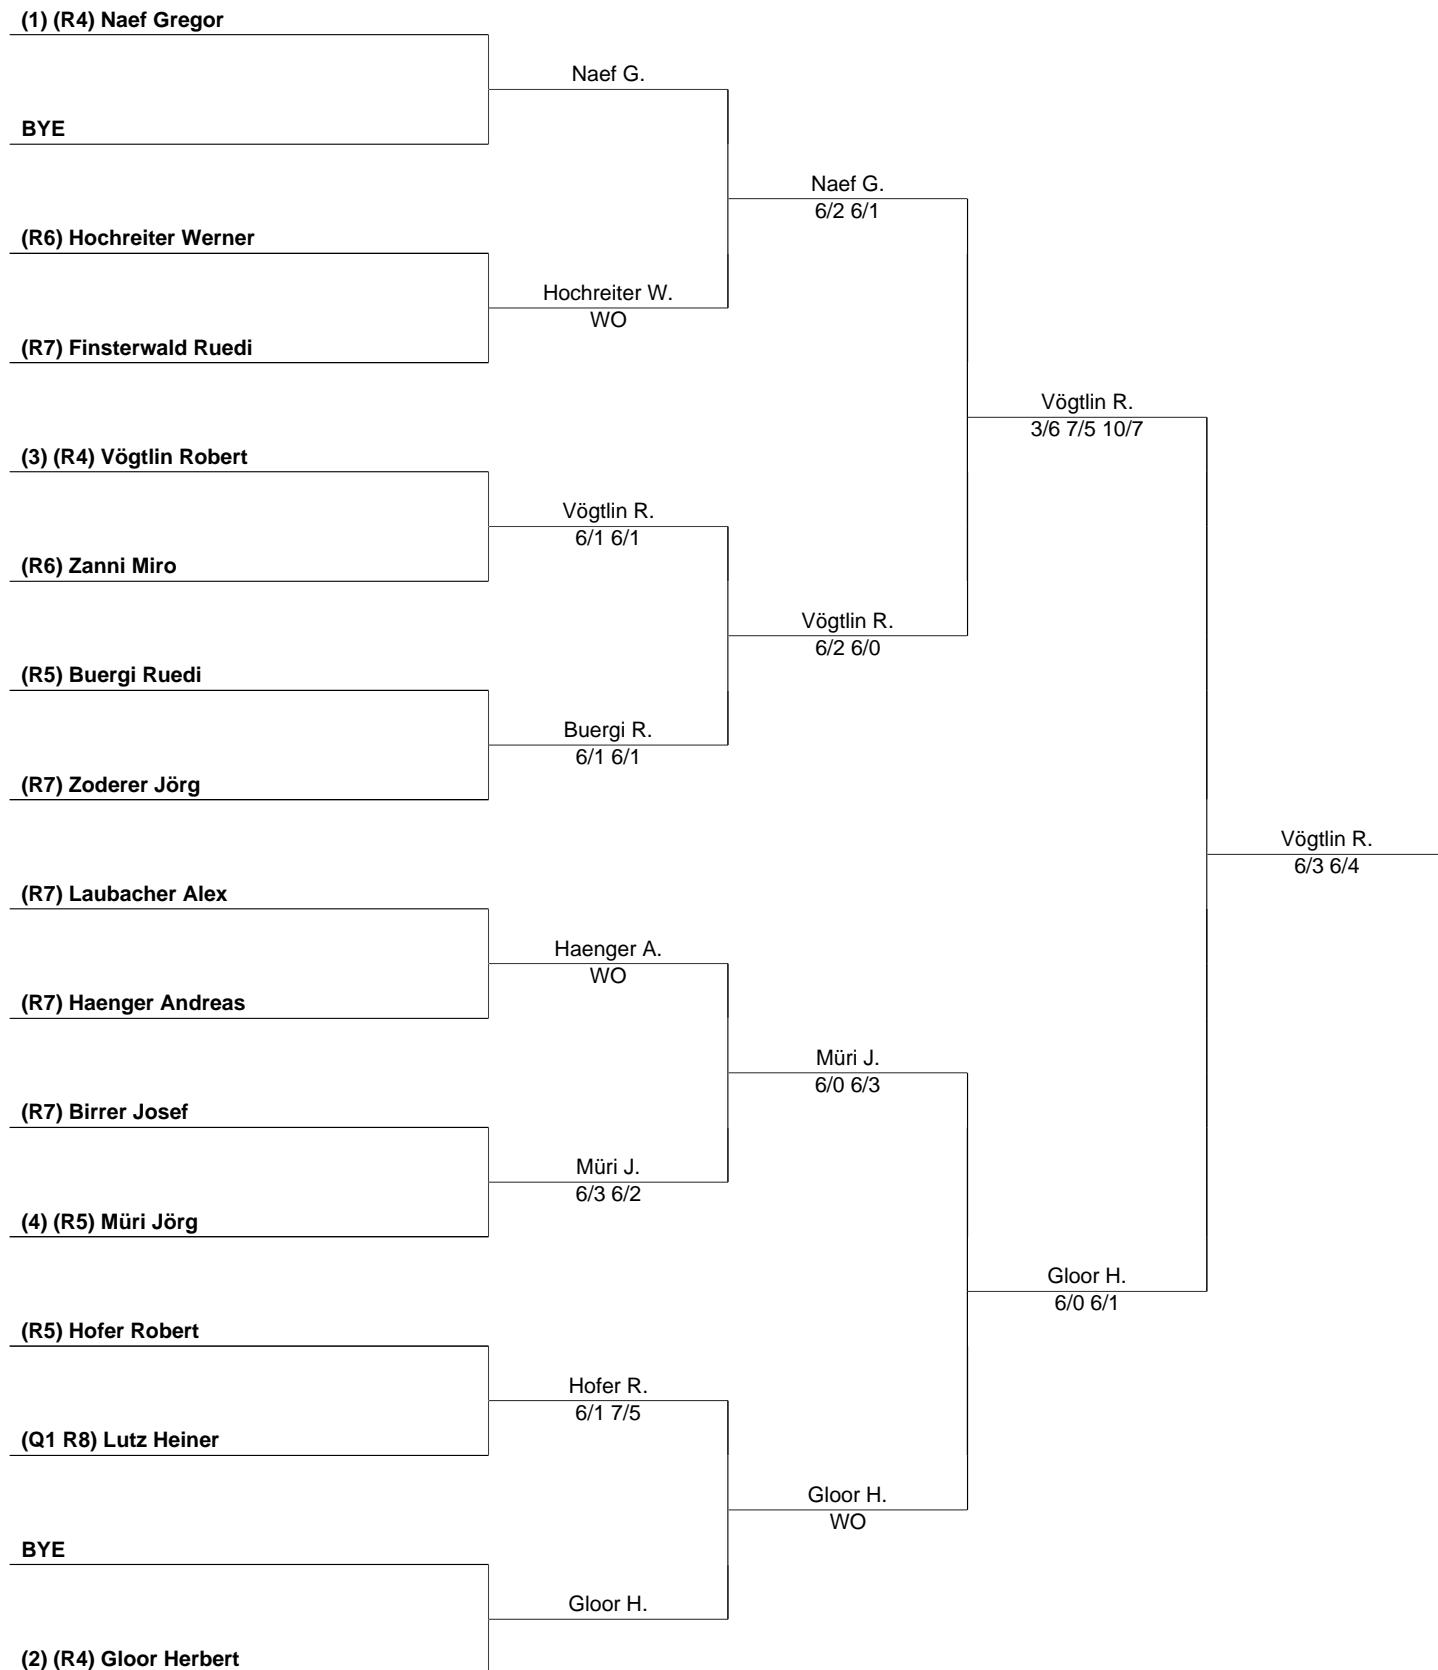 (1) (R4) Naef Gregor
Naef G.
BYE
Naef G.
6/2 6/1
(R6) Hochreiter Werner
Hochreiter W.
WO
(R7) Finsterwald Ruedi
Vögtlin R.
3/6 7/5 10/7
(3) (R4) Vögtlin Robert
Vögtlin R.
6/1 6/1
(R6) Zanni Miro
Vögtlin R.
6/2 6/0
(R5) Buergi Ruedi
Buergi R.
6/1 6/1
(R7) Zoderer Jörg
Vögtlin R.
6/3 6/4
(R7) Laubacher Alex
Haenger A.
WO
(R7) Haenger Andreas
Müri J.
6/0 6/3
(R7) Birrer Josef
Müri J.
6/3 6/2
(4) (R5) Müri Jörg
Gloor H.
6/0 6/1
(R5) Hofer Robert
Hofer R.
6/1 7/5
(Q1 R8) Lutz Heiner
Gloor H.
WO
BYE
Gloor H.
(2) (R4) Gloor Herbert